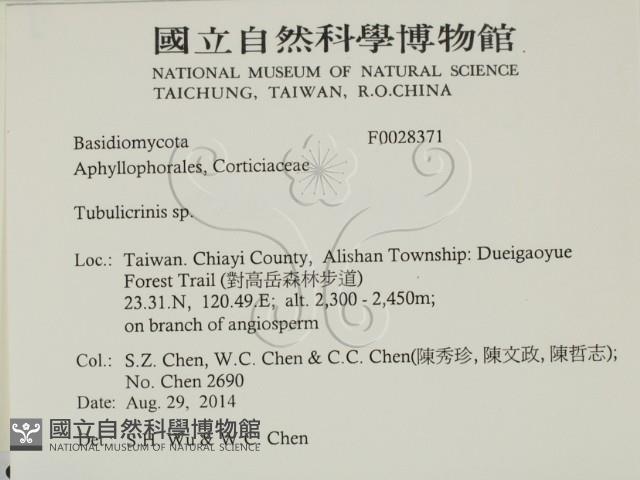 國立自然科學博物館
NATIONAL MUSEUM OF NATURAL SCIENCE
TAICHUNG, TAIWAN, R.O.CHINA
Basidiomycota F0028371
Aphyllophorales, Corticiaceae
Tubulicrinis sp.
Loc.: Taiwan. Chiayi County, Alishan Township: Dueigaoyue
Forest Trail (對高岳森林步道)
23.31.N, 120.49.E; alt. 2,300 - 2,450m;
on branch of angiosperm
Col.: S.Z. Chen, W.C. Chen & C.C. Chen(陳秀珍, 陳文政, 陳哲志);
No. Chen 2690
Date: Aug. 29, 2014
Det.: S.H. Wu & W.C. Chen
國立自然科學博物館
NATIONAL MUSEUM OF NATURAL SCIENCE